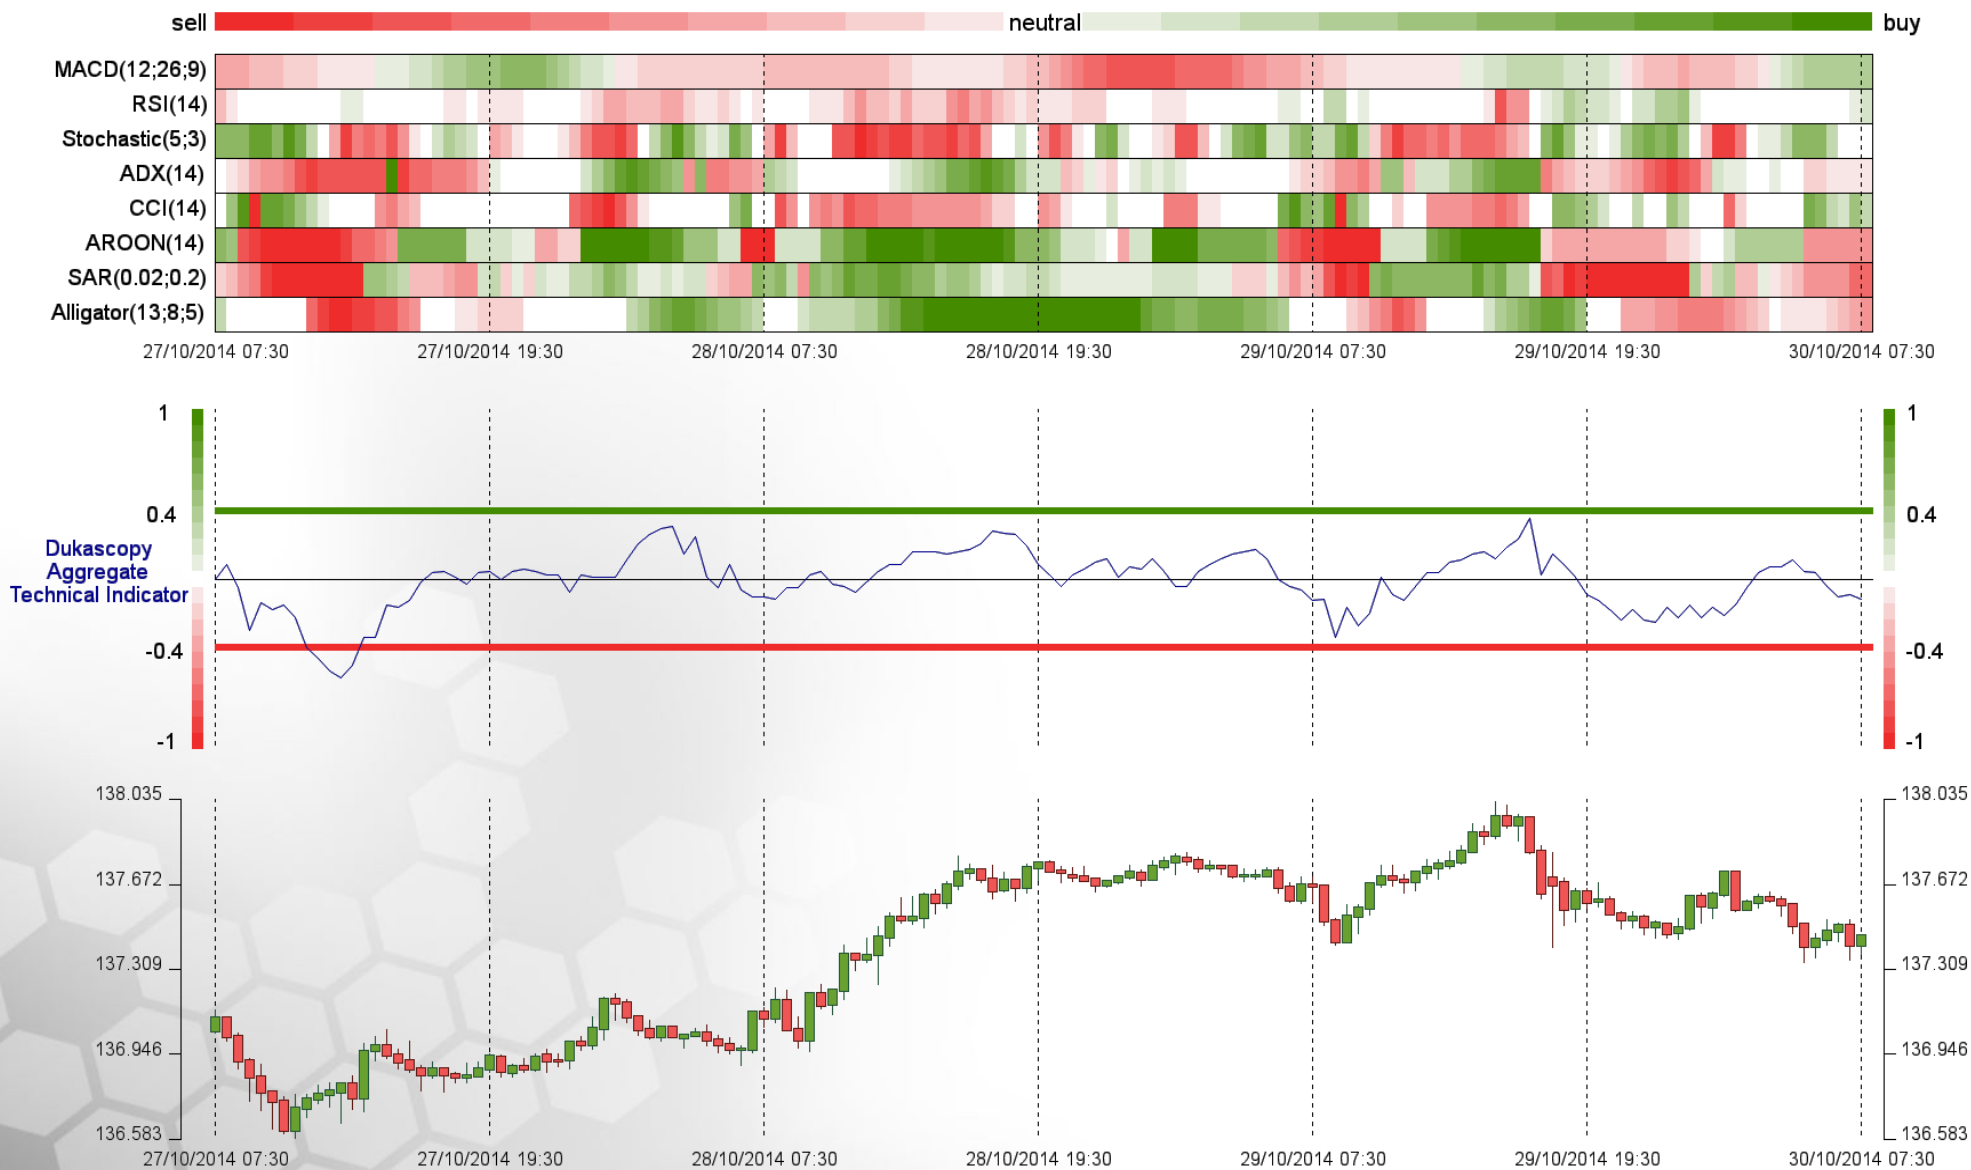 sell neutral buy
MACD(12;26;9)
RSI(14)
Stochastic(5;3)
ADX(14)
CCI(14)
AROON(14)
SAR(0.02;0.2)
Alligator(13;8;5)
27/10/2014 07:30 27/10/2014 19:30 28/10/2014 07:30 28/10/2014 19:30 29/10/2014 07:30 29/10/2014 19:30 30/10/2014 07:30
1 1
0.4 0.4
Dukascopy
Aggregate
Technical Indicator
-0.4 -0.4
-1 -1
138.035 138.035
137.672 137.672
137.309 137.309
136.946 136.946
136.583 136.583
27/10/2014 07:30 27/10/2014 19:30 28/10/2014 07:30 28/10/2014 19:30 29/10/2014 07:30 29/10/2014 19:30 30/10/2014 07:30